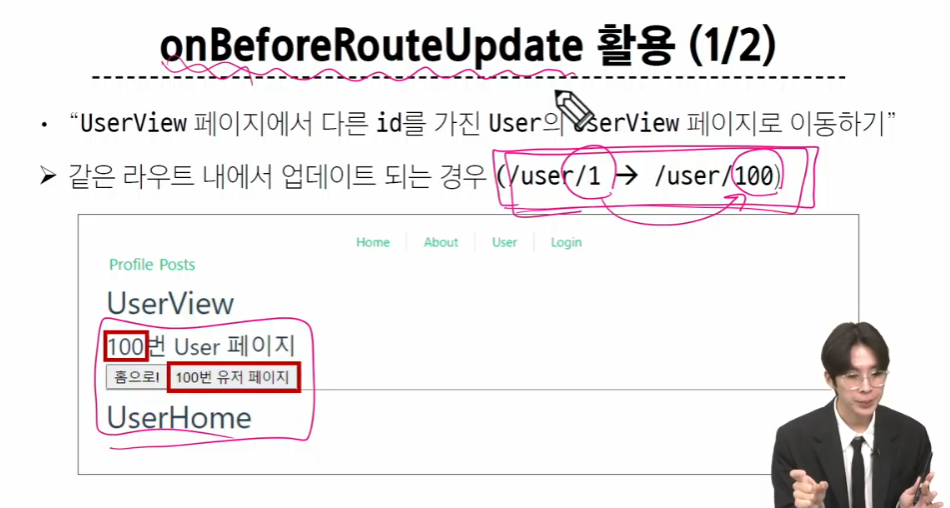 onBeforeRouteUpdate 활용 (1/2)
• “UserView 페이지에서 다른 id를 가진 User의 UserView 페이지로 이동하기”
➤ 같은 라우트 내에서 업데이트 되는 경우 (/user/1 → /user/100)
Home About User Login
Profile Posts
UserView
100번 User 페이지
홈으로! 100번 유저 페이지
UserHome